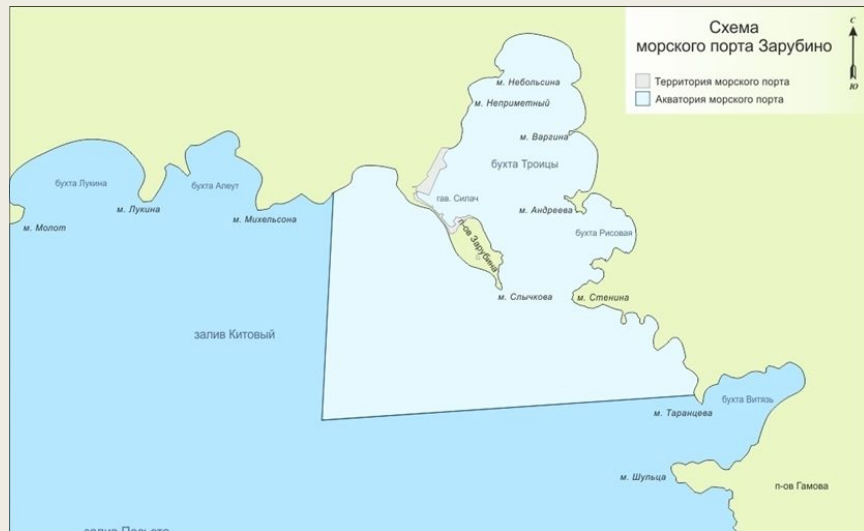 Схема
морского порта Зарубино
С
Ю
Территория морского порта
Акватория морского порта
м. Небольсина
м. Неприметный
м. Варгина
бухта Троицы
бухта Лукина
бухта Алеут
гав. Силач
м. Лукина
м. Михельсона
м. Андреева
м. Молот
п-ов Зарубина
бухта Рисовая
м. Слычкова
м. Стенина
залив Китовый
бухта Витязь
м. Таранцева
м. Шульца
п-ов Гамова
залив Посьета